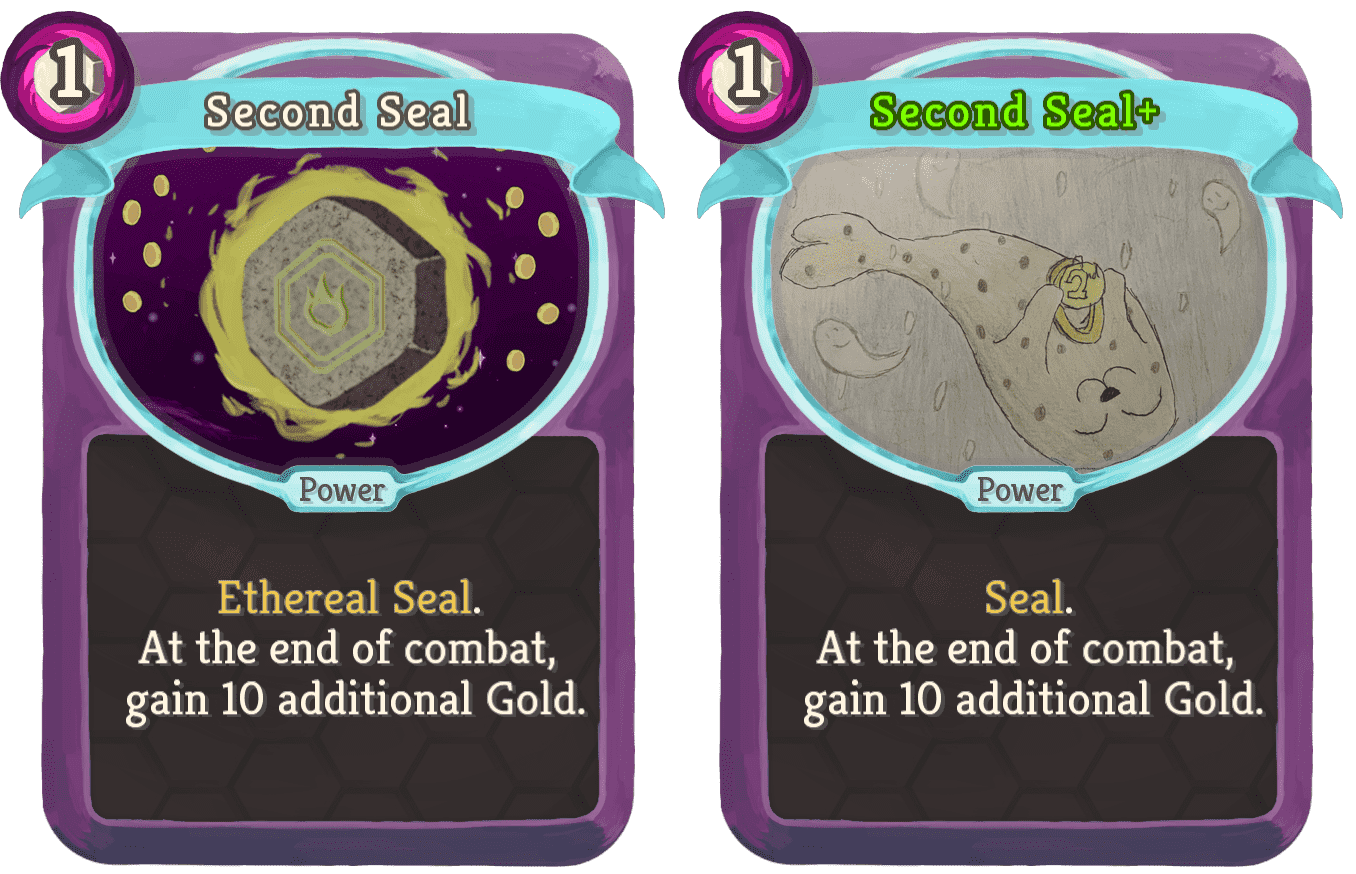 1
Second Seal
Power
Ethereal Seal.
At the end of combat,
gain 10 additional Gold.
1
Second Seal+
2
Power
Seal.
At the end of combat,
gain 10 additional Gold.